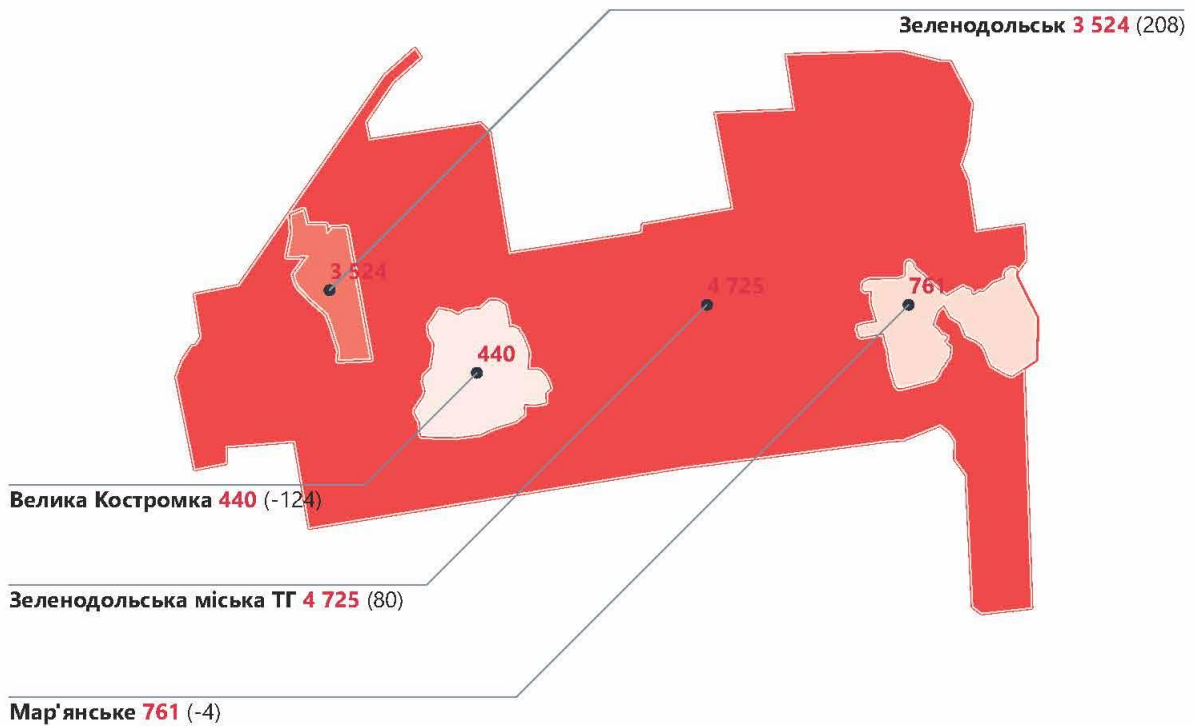 Зеленодольськ 3 524 (208)
3 524
4 725
761
440
Велика Костромка 440 (-124)
Зеленодольська міська ТГ 4 725 (80)
Мар'янське 761 (-4)